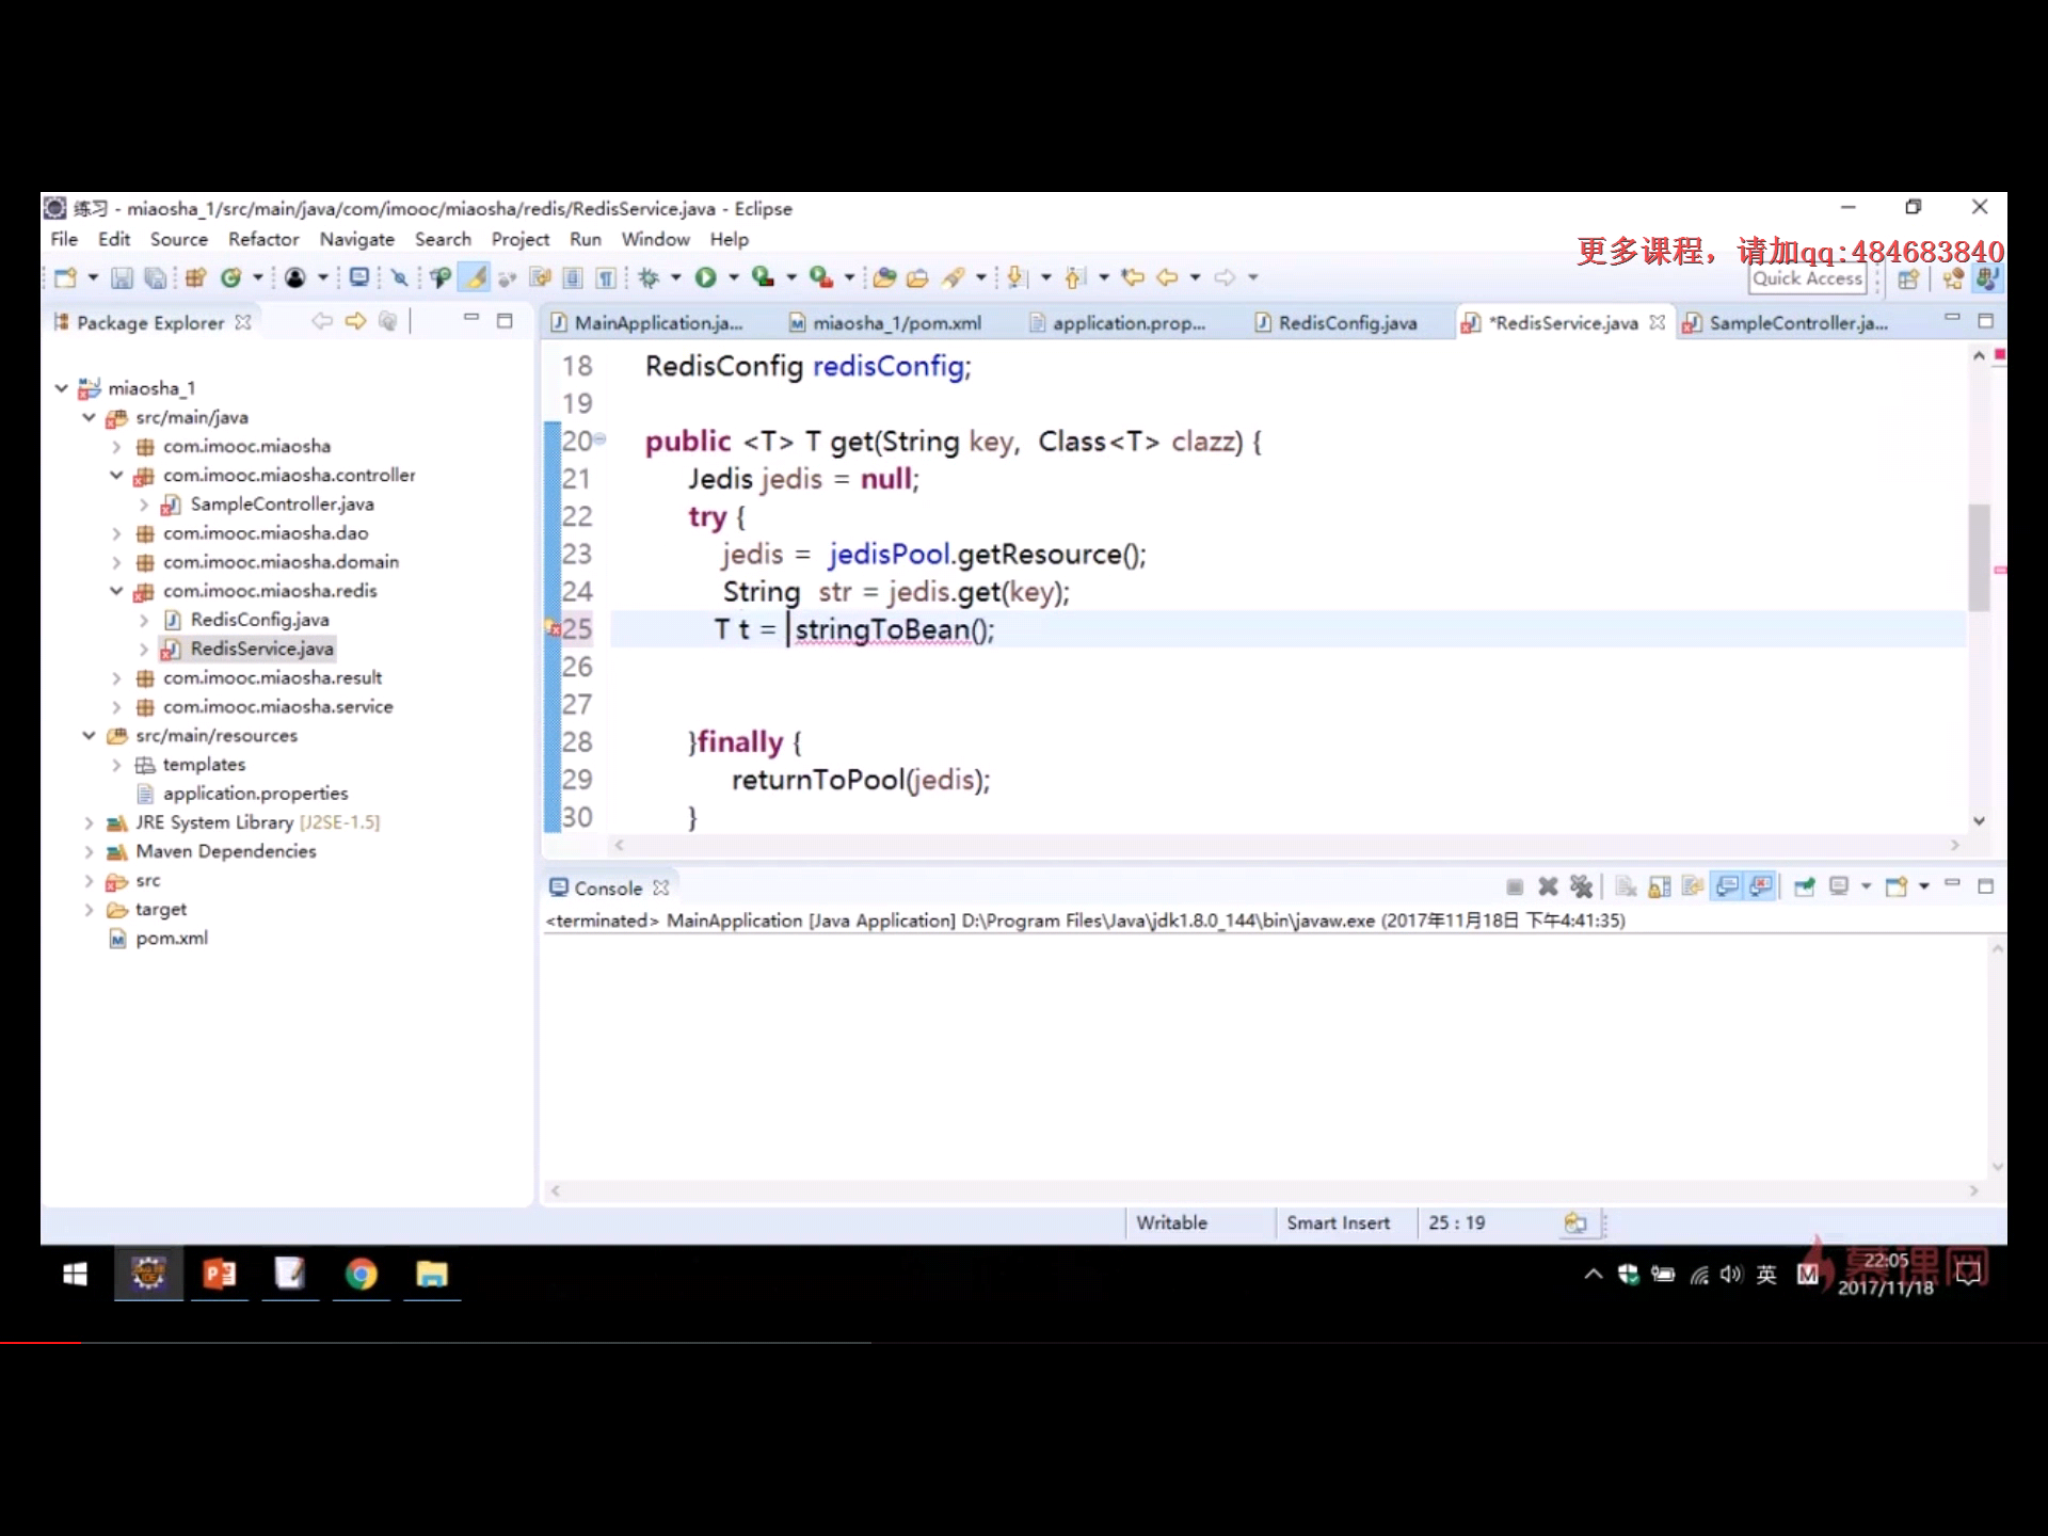 练习 - miaosha_1/src/main/java/com/imooc/miaosha/redis/RedisService.java - Eclipse
File Edit Source Refactor Navigate Search Project Run Window Help
更多课程，请加qq:484683840
Quick Access
Package Explorer
MainApplication.ja... miaosha_1/pom.xml application.prop... RedisConfig.java *RedisService.java SampleController.ja...
miaosha_1
src/main/java
com.imooc.miaosha
com.imooc.miaosha.controller
SampleController.java
com.imooc.miaosha.dao
com.imooc.miaosha.domain
com.imooc.miaosha.redis
RedisConfig.java
RedisService.java
com.imooc.miaosha.result
com.imooc.miaosha.service
src/main/resources
templates
application.properties
JRE System Library [J2SE-1.5]
Maven Dependencies
src
target
pom.xml
18 RedisConfig redisConfig;
19
20 public <T> T get(String key, Class<T> clazz) {
21 Jedis jedis = null;
22 try {
23 jedis = jedisPool.getResource();
24 String str = jedis.get(key);
25 T t = stringToBean();
26
27
28 }finally {
29 returnToPool(jedis);
30 }
Console
<terminated> MainApplication [Java Application] D:\Program Files\Java\jdk1.8.0_144\bin\javaw.exe (2017年11月18日 下午4:41:35)
Writable Smart Insert 25 : 19
英
慕课网
22:05
2017/11/18